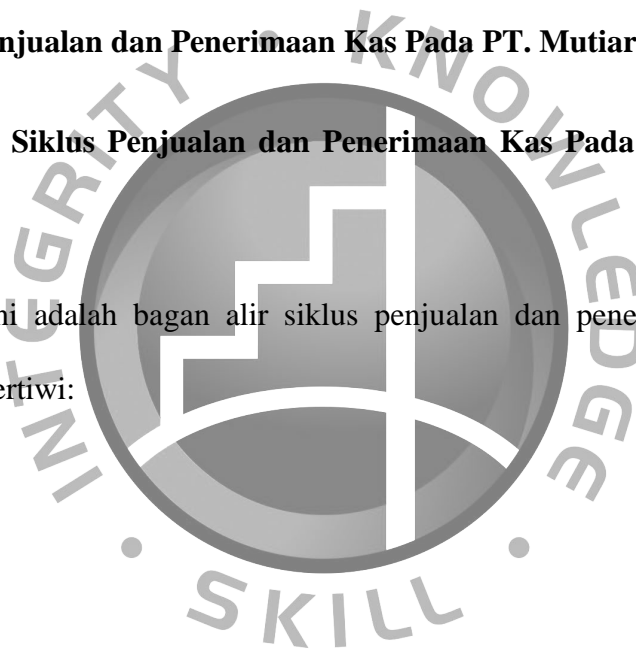 njualan dan Penerimaan Kas Pada PT. Mutiar
Siklus Penjualan dan Penerimaan Kas Pada
ni adalah bagan alir siklus penjualan dan pene
ertiwi:
INTEGRITY • KNOWLEDGE • SKILL